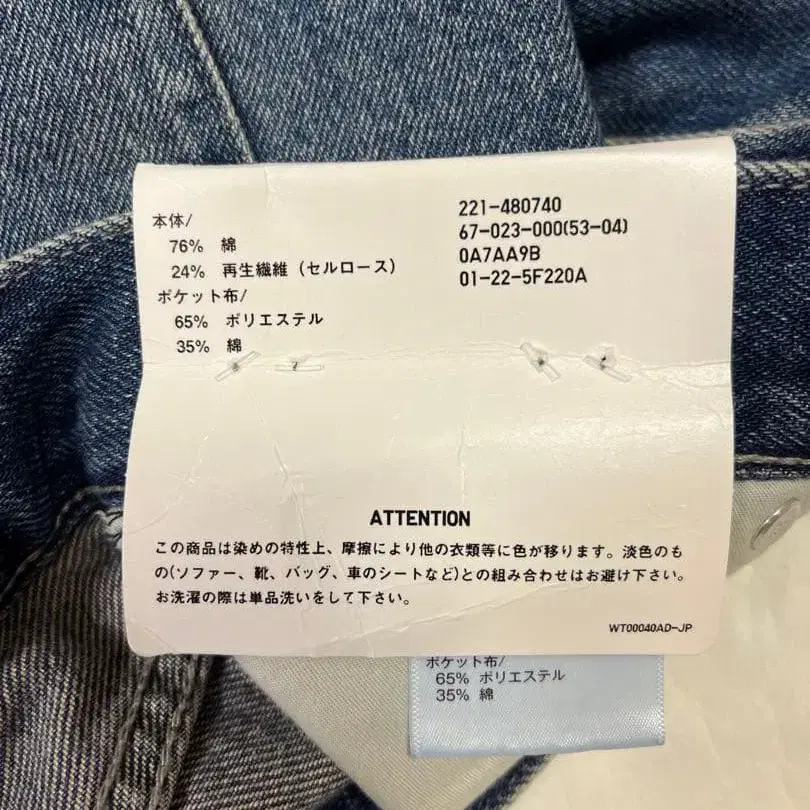 本体/
76% 綿
24% 再生繊維（セルロース）
ポケット布/
65% ポリエステル
35% 綿
221-480740
67-023-000(53-04)
0A7AA9B
01-22-5F220A
ATTENTION
この商品は染めの特性上、摩擦により他の衣類等に色が移ります。淡色のも
の(ソファー、靴、バッグ、車のシートなど)との組み合わせはお避け下さい。
お洗濯の際は単品洗いをして下さい。
WT00040AD-JP
ポケット布/
65% ポリエステル
35% 綿